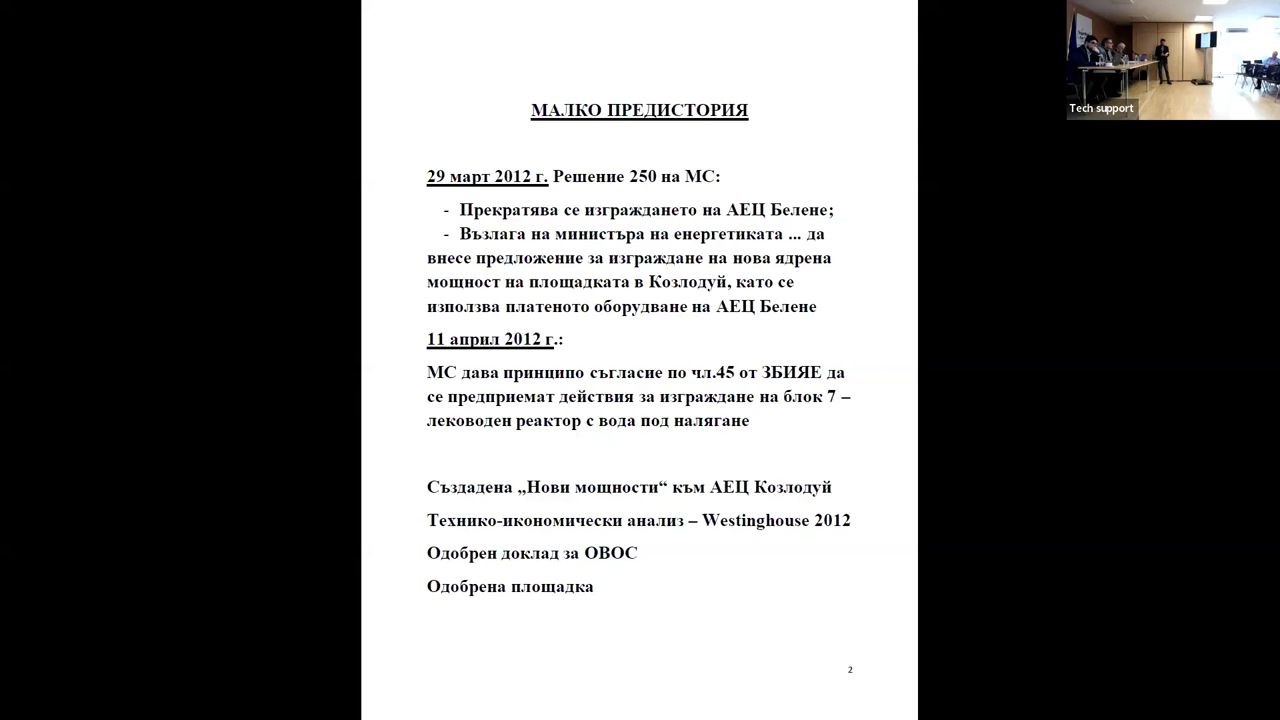 МАЛКО ПРЕДИСТОРИЯ
29 март 2012 г. Решение 250 на МС:
- Прекратява се изграждането на АЕЦ Белене;
- Възлага на министъра на енергетиката ... да
внесе предложение за изграждане на нова ядрена
мощност на площадката в Козлодуй, като се
използва платеното оборудване на АЕЦ Белене
11 април 2012 г.:
МС дава принципо съгласие по чл.45 от ЗБИЯЕ да
се предприемат действия за изграждане на блок 7 –
леководен реактор с вода под налягане
Създадена „Нови мощности“ към АЕЦ Козлодуй
Технико-икономически анализ – Westinghouse 2012
Одобрен доклад за ОВОС
Одобрена площадка
2
Tech support